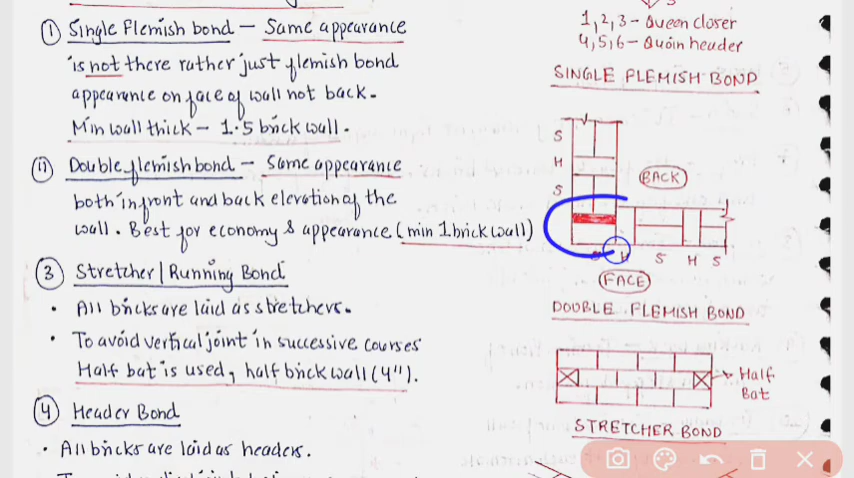 ① Single Flemish bond – Same appearance
is not there rather just flemish bond
appearance on face of wall not back.
Min wall thick – 1.5 brick wall.
⑪ Double flemish bond – Same appearance
both in front and back elevation of the
wall. Best for economy & appearance (min 1 brick wall)
③ Stretcher | Running Bond
• All bricks are laid as stretchers.
• To avoid vertical joint in successive courses
Half bat is used, half brick wall (4").
④ Header Bond
• All bricks are laid as headers.
1,2,3 – Queen closer
4,5,6 – Quoin header
SINGLE FLEMISH BOND
S
H
S
BACK
H S H S
FACE
DOUBLE FLEMISH BOND
Half
Bat
STRETCHER BOND